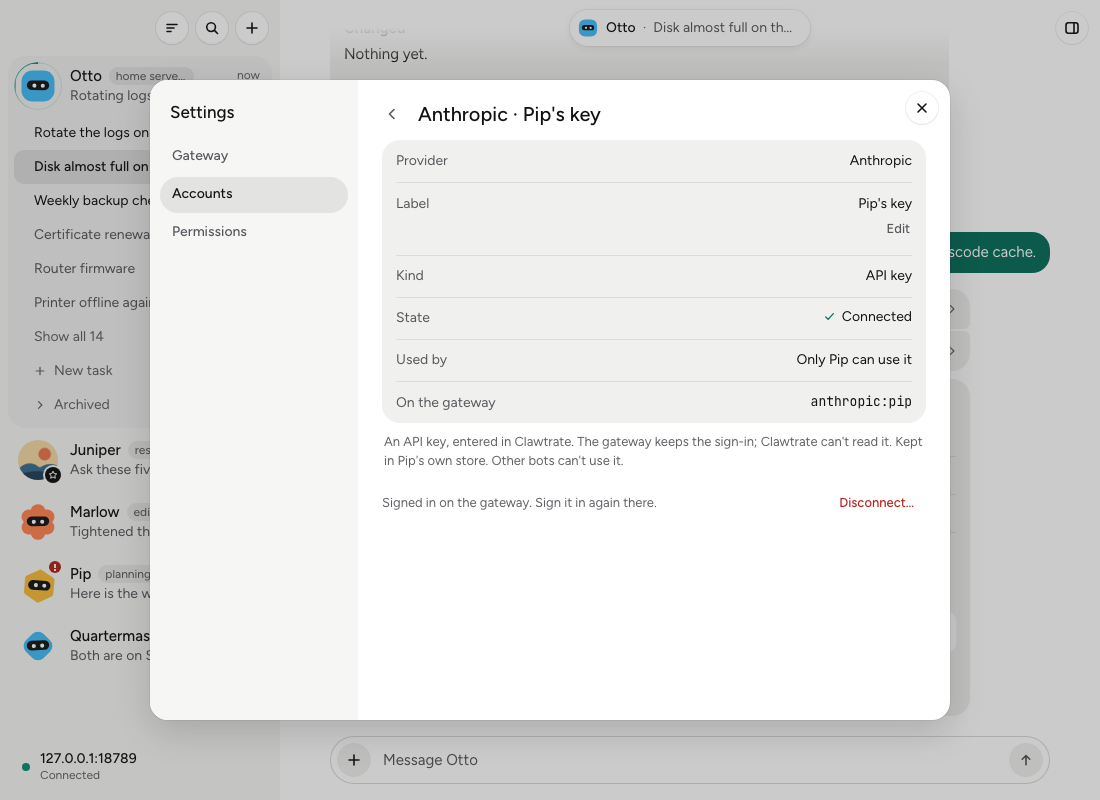 Changed
Nothing yet.
Otto · Disk almost full on th…
Otto
home serve…
now
Rotating logs
Rotate the logs on
Disk almost full on
Weekly backup che
Certificate renewa
Router firmware
Printer offline again
Show all 14
New task
Archived
Juniper
res
Ask these fiv
Marlow
edi
Tightened th
Pip
planning
Here is the w
Quartermas
Both are on S
127.0.0.1:18789
Connected
Settings
Gateway
Accounts
Permissions
Anthropic · Pip's key
Provider
Anthropic
Label
Pip's key
Edit
Kind
API key
State
Connected
Used by
Only Pip can use it
On the gateway
anthropic:pip
An API key, entered in Clawtrate. The gateway keeps the sign-in; Clawtrate can't read it. Kept
in Pip's own store. Other bots can't use it.
Signed in on the gateway. Sign it in again there.
Disconnect…
scode cache.
Message Otto